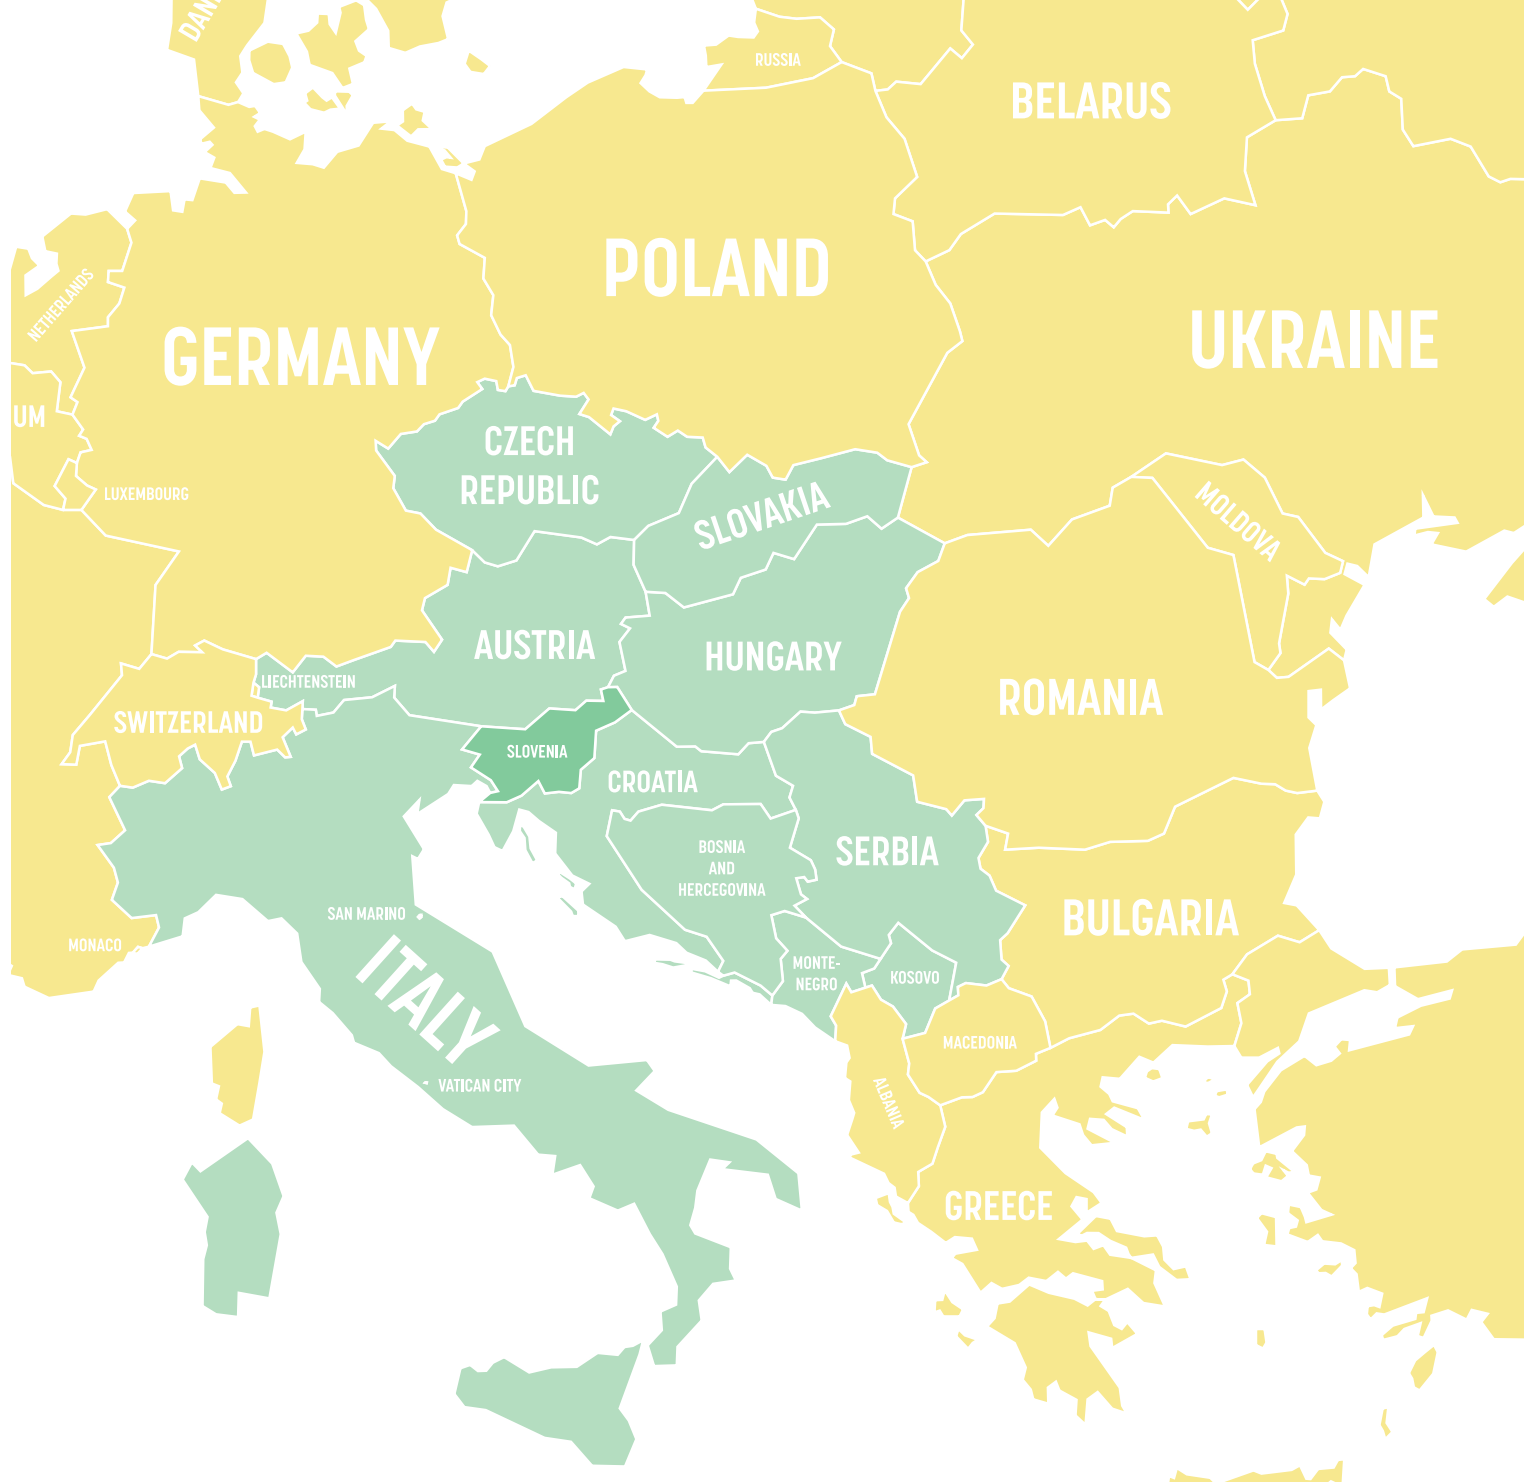 DAN
RUSSIA
BELARUS
POLAND
NETHERLANDS
GERMANY
UKRAINE
UM
CZECH
REPUBLIC
LUXEMBOURG
SLOVAKIA
MOLDOVA
AUSTRIA
HUNGARY
LIECHTENSTEIN
ROMANIA
SWITZERLAND
SLOVENIA
CROATIA
BOSNIA
AND
HERCEGOVINA
SERBIA
SAN MARINO
BULGARIA
MONACO
ITALY
MONTE-
NEGRO
KOSOVO
MACEDONIA
VATICAN CITY
ALBANIA
GREECE